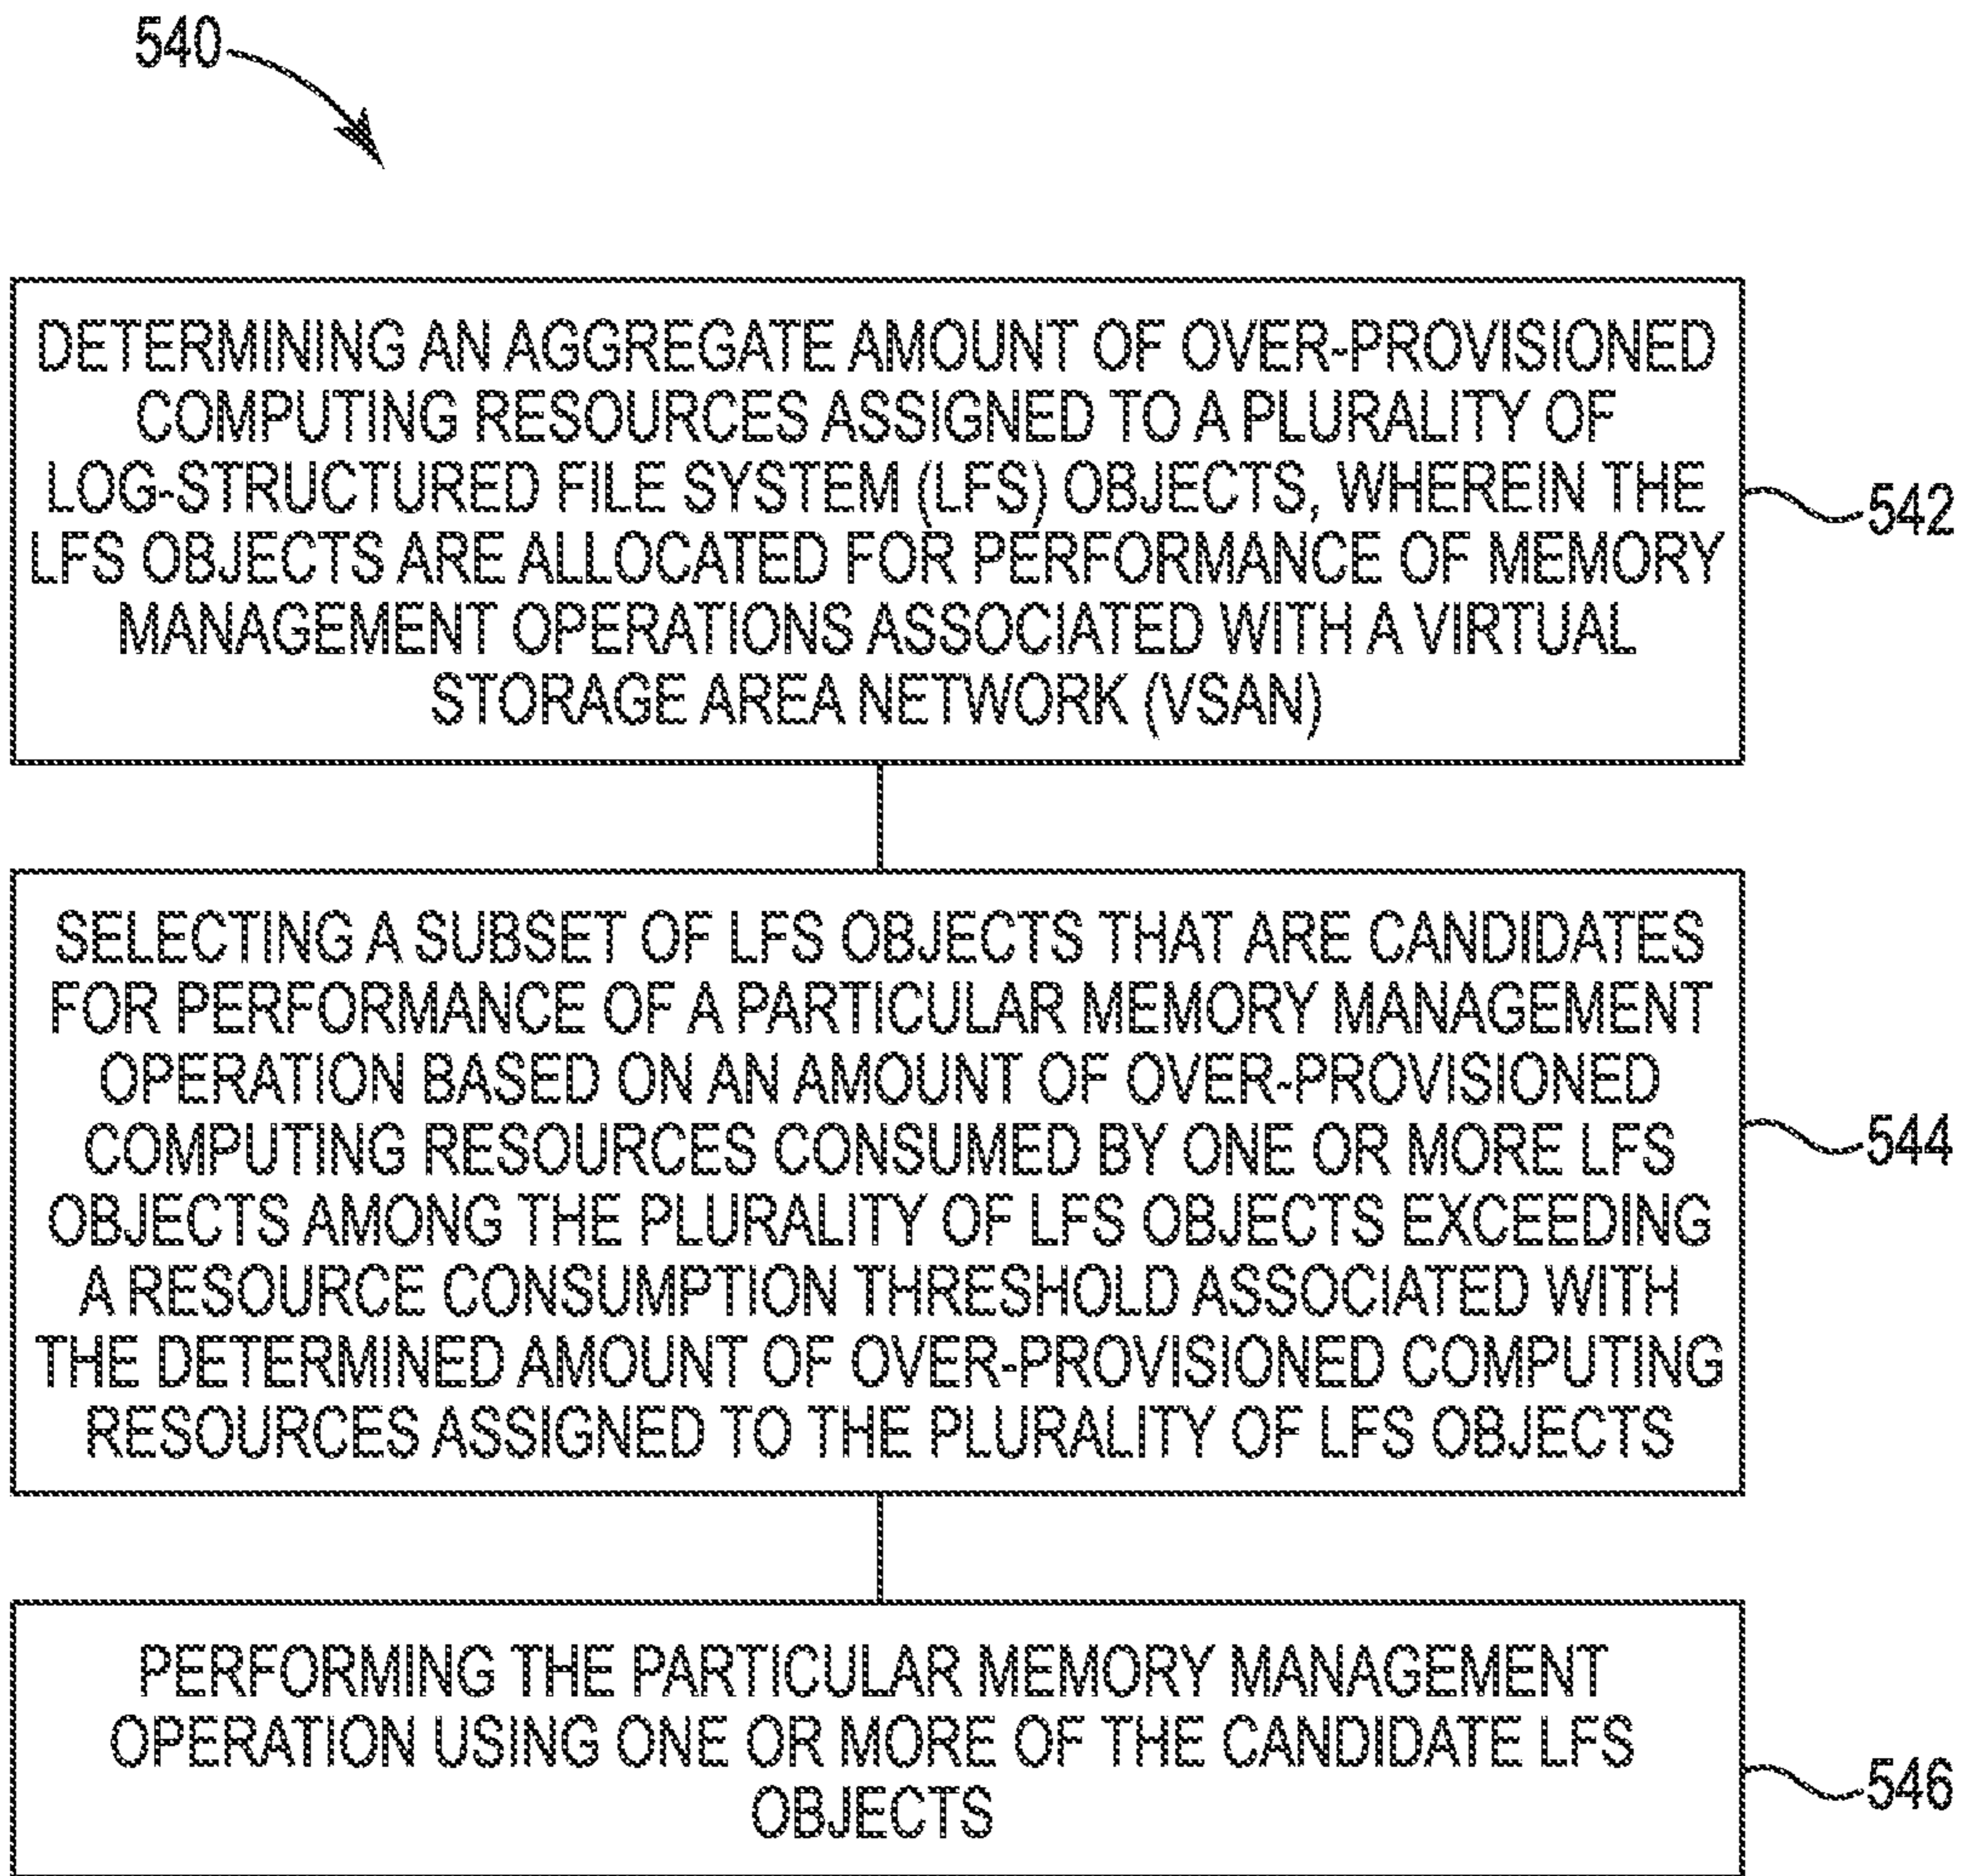 540
DETERMINING AN AGGREGATE AMOUNT OF OVER-PROVISIONED
COMPUTING RESOURCES ASSIGNED TO A PLURALITY OF
LOG-STRUCTURED FILE SYSTEM (LFS) OBJECTS, WHEREIN THE
LFS OBJECTS ARE ALLOCATED FOR PERFORMANCE OF MEMORY
MANAGEMENT OPERATIONS ASSOCIATED WITH A VIRTUAL
STORAGE AREA NETWORK (VSAN)
542
SELECTING A SUBSET OF LFS OBJECTS THAT ARE CANDIDATES
FOR PERFORMANCE OF A PARTICULAR MEMORY MANAGEMENT
OPERATION BASED ON AN AMOUNT OF OVER-PROVISIONED
COMPUTING RESOURCES CONSUMED BY ONE OR MORE LFS
OBJECTS AMONG THE PLURALITY OF LFS OBJECTS EXCEEDING
A RESOURCE CONSUMPTION THRESHOLD ASSOCIATED WITH
THE DETERMINED AMOUNT OF OVER-PROVISIONED COMPUTING
RESOURCES ASSIGNED TO THE PLURALITY OF LFS OBJECTS
544
PERFORMING THE PARTICULAR MEMORY MANAGEMENT
OPERATION USING ONE OR MORE OF THE CANDIDATE LFS
OBJECTS
546